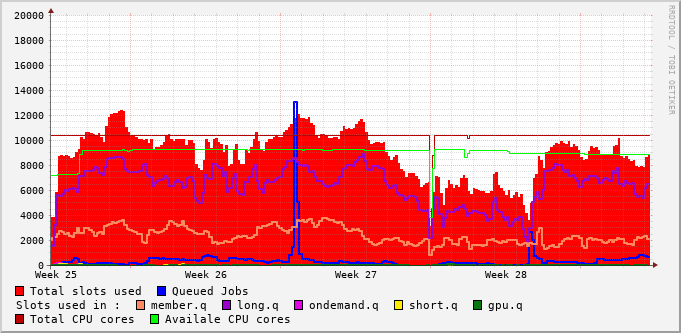 20000
18000
16000
14000
12000
10000
8000
6000
4000
2000
0
Week 25 Week 26 Week 27 Week 28
Total slots used Queued Jobs
Slots used in : member.q long.q ondemand.q short.q gpu.q
Total CPU cores Availale CPU cores
RRDTOOL / TOBI OETIKER